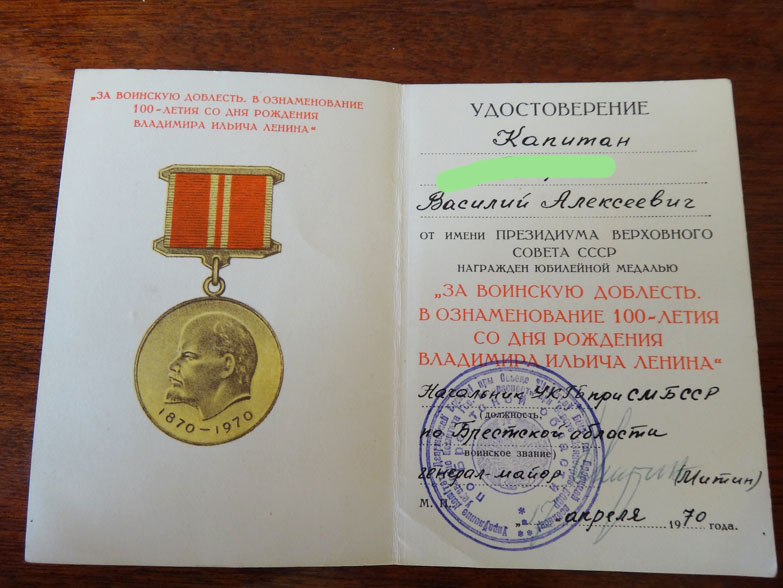 „ЗА ВОИНСКУЮ ДОБЛЕСТЬ. В ОЗНАМЕНОВАНИЕ
100-ЛЕТИЯ СО ДНЯ РОЖДЕНИЯ
ВЛАДИМИРА ИЛЬИЧА ЛЕНИНА“
1870-1970
УДОСТОВЕРЕНИЕ
Капитан
Василий Алексеевич
ОТ ИМЕНИ ПРЕЗИДИУМА ВЕРХОВНОГО
СОВЕТА СССР
НАГРАЖДЕН ЮБИЛЕЙНОЙ МЕДАЛЬЮ
„ЗА ВОИНСКУЮ ДОБЛЕСТЬ.
В ОЗНАМЕНОВАНИЕ 100-ЛЕТИЯ
СО ДНЯ РОЖДЕНИЯ
ВЛАДИМИРА ИЛЬИЧА ЛЕНИНА“
Начальник УКГБ при СМ БССР
(должность,
по Брестской области
воинское звание)
генерал-майор (Митин)
М. П. апреля 1970 года.